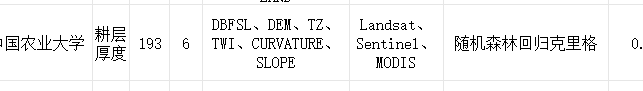 中国农业大学
耕层
厚度
193
6
DBFSL、DEM、TZ、
TWI、CURVATURE、
SLOPE
Landsat、
Sentinel、
MODIS
随机森林回归克里格
0.